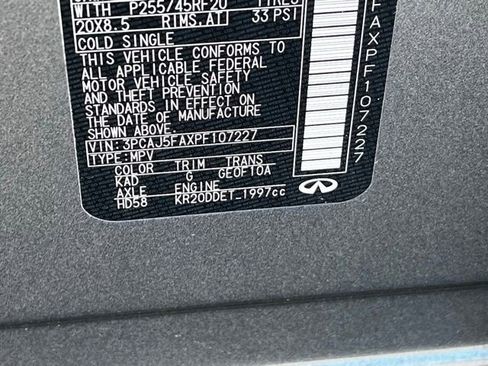 WITH P255/45RF20 TIRES
20X8.5 RIMS.AT 33 PSI
COLD SINGLE
THIS VEHICLE CONFORMS TO
ALL APPLICABLE FEDERAL
MOTOR VEHICLE SAFETY
AND THEFT PREVENTION
STANDARDS IN EFFECT ON
THE DATE OF MANUFACTURE
SHOWN ABOVE.
VIN: 3PCAJ5FAXPF107227
TYPE: MPV
COLOR TRIM TRANS
KAD G GE0F10A
AXLE ENGINE
HD58 KR20DDET 1997cc
FAXPF107227